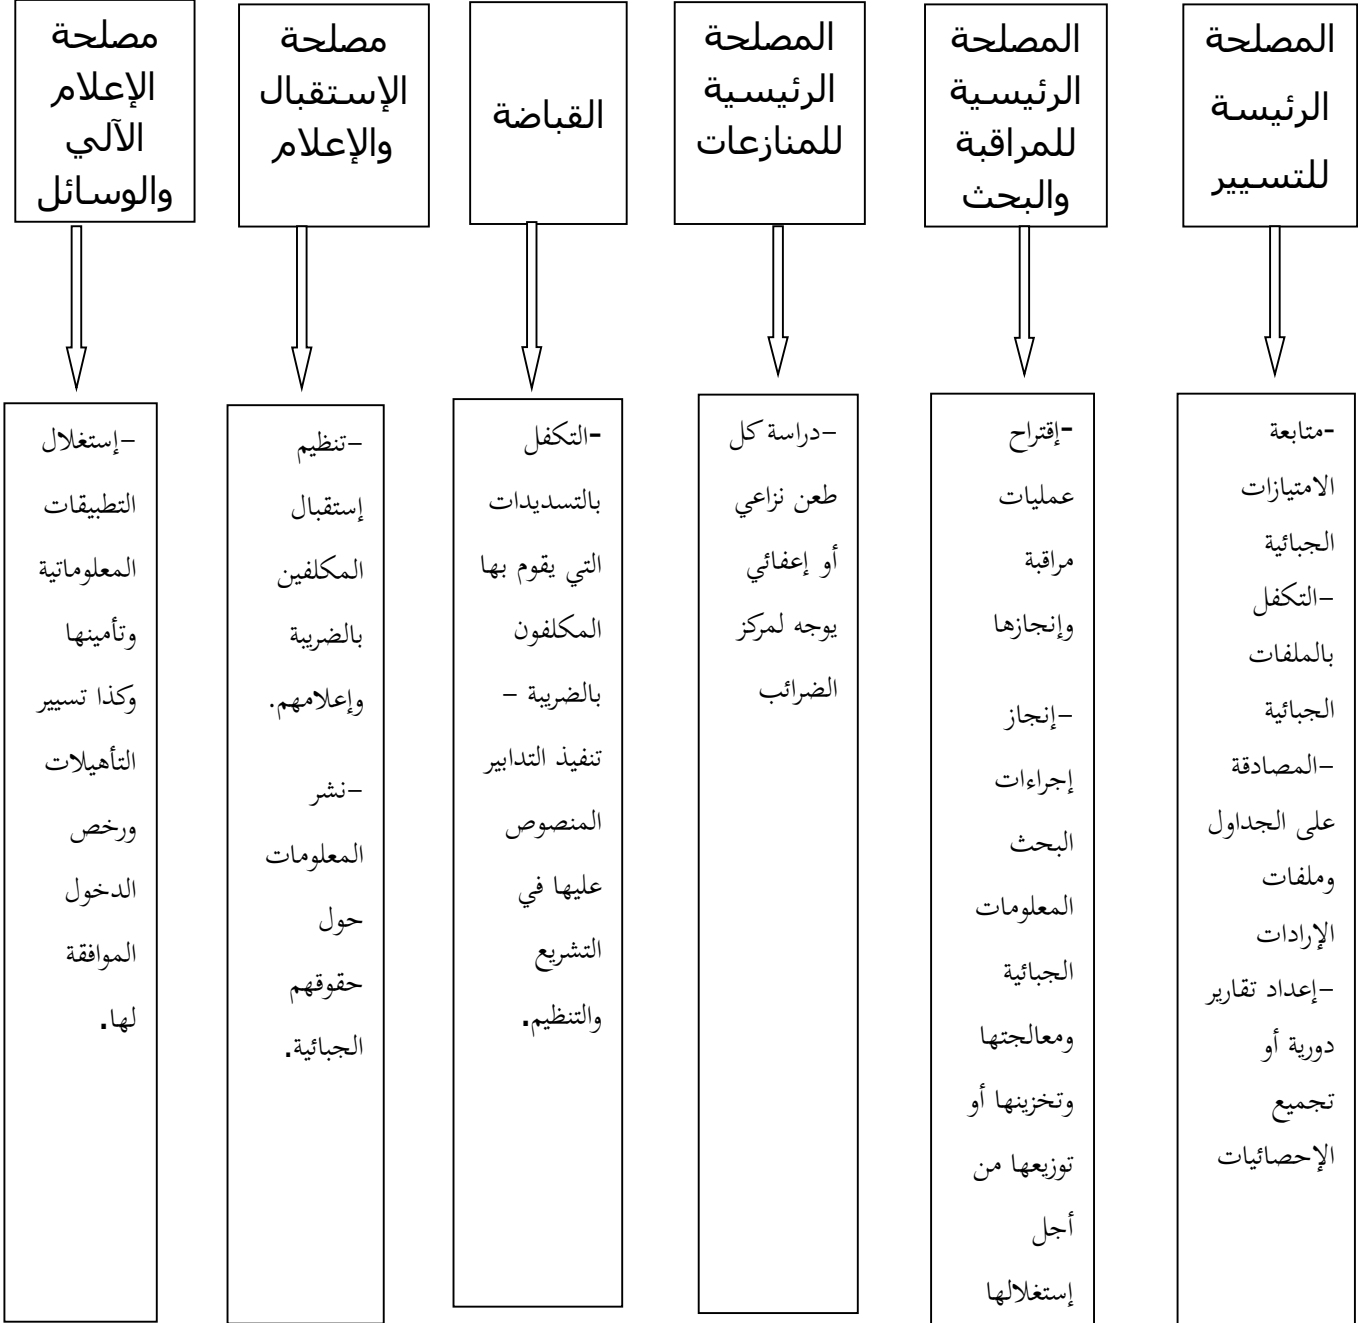 المصلحة
الرئيسة
للتسيير
المصلحة
الرئيسية
للمراقبة
والبحث
المصلحة
الرئيسية
للمنازعات
القباضة
مصلحة
الإستقبال
والإعلام
مصلحة
الإعلام
الآلي
والوسائل
-متابعة
الامتيازات
الجبائية
–التكفل
بالملفات
الجبائية
–المصادقة
على الجداول
وملفات
الإرادات
–إعداد تقارير
دورية أو
تجميع
الإحصائيات
-إقتراح
عمليات
مراقبة
وإنجازها
–إنجاز
إجراءات
البحث
المعلومات
الجبائية
ومعالجتها
وتخزينها أو
توزيعها من
أجل
إستغلالها
–دراسة كل
طعن نزاعي
أو إعفائي
يوجه لمركز
الضرائب
-التكفل
بالتسديدات
التي يقوم بها
المكلفون
بالضريبة –
تنفيذ التدابير
المنصوص
عليها في
التشريع
والتنظيم.
–تنظيم
إستقبال
المكلفين
بالضريبة
وإعلامهم.
–نشر
المعلومات
حول
حقوقهم
الجبائية.
–إستغلال
التطبيقات
المعلوماتية
وتأمينها
وكذا تسيير
التأهيلات
ورخص
الدخول
الموافقة
لها.